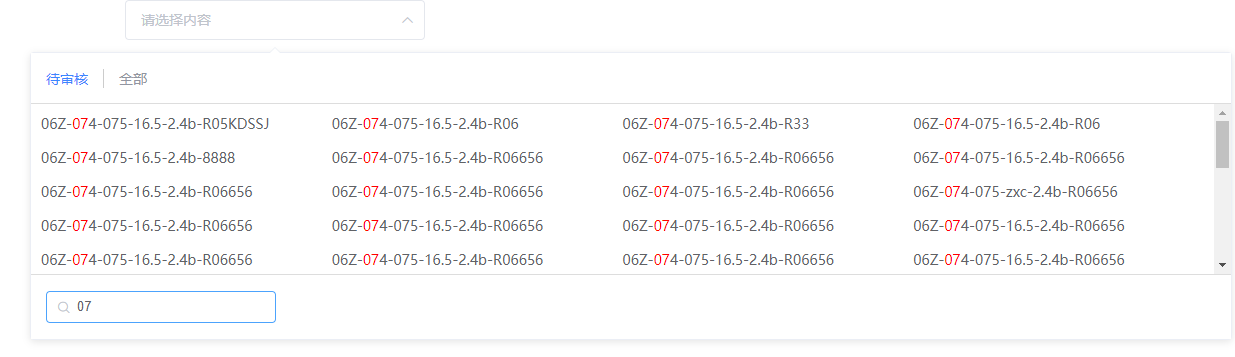 请选择内容
待审核 全部
06Z-074-075-16.5-2.4b-R05KDSSJ 06Z-074-075-16.5-2.4b-R06 06Z-074-075-16.5-2.4b-R33 06Z-074-075-16.5-2.4b-R06
06Z-074-075-16.5-2.4b-8888 06Z-074-075-16.5-2.4b-R06656 06Z-074-075-16.5-2.4b-R06656 06Z-074-075-16.5-2.4b-R06656
06Z-074-075-16.5-2.4b-R06656 06Z-074-075-16.5-2.4b-R06656 06Z-074-075-16.5-2.4b-R06656 06Z-074-075-zxc-2.4b-R06656
06Z-074-075-16.5-2.4b-R06656 06Z-074-075-16.5-2.4b-R06656 06Z-074-075-16.5-2.4b-R06656 06Z-074-075-16.5-2.4b-R06656
06Z-074-075-16.5-2.4b-R06656 06Z-074-075-16.5-2.4b-R06656 06Z-074-075-16.5-2.4b-R06656 06Z-074-075-16.5-2.4b-R06656
07